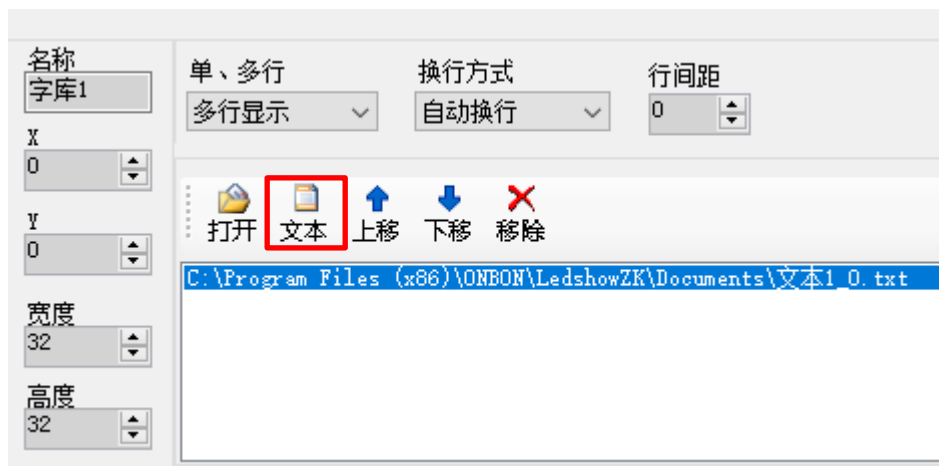 名称
字库1
X
0
Y
0
宽度
32
高度
32
单、多行
多行显示
换行方式
自动换行
行间距
0
打开 文本 上移 下移 移除
C:\Program Files (x86)\ONBON\LedshowZK\Documents\文本1_0.txt